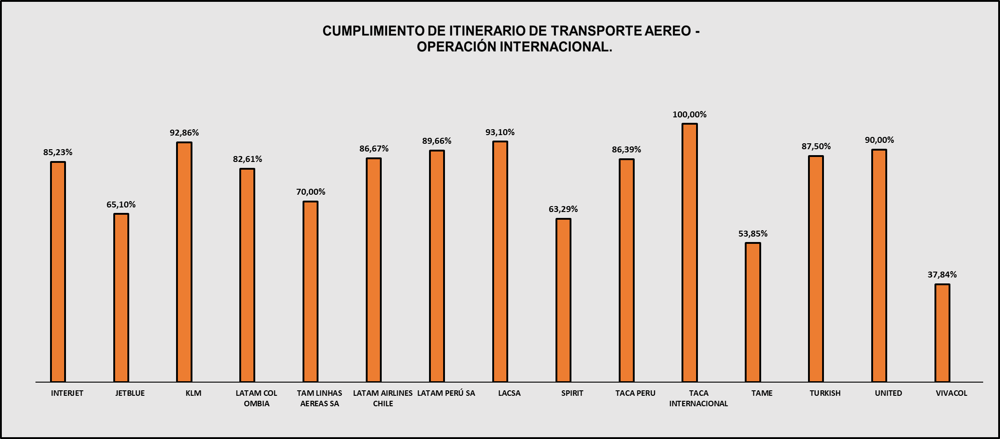 CUMPLIMIENTO DE ITINERARIO DE TRANSPORTE AEREO -
OPERACIÓN INTERNACIONAL.
85,23%
65,10%
92,86%
82,61%
70,00%
86,67%
89,66%
93,10%
63,29%
86,39%
100,00%
53,85%
87,50%
90,00%
37,84%
INTERJET
JETBLUE
KLM
LATAM COL
OMBIA
TAM LINHAS
AEREAS SA
LATAM AIRLINES
CHILE
LATAM PERÚ SA
LACSA
SPIRIT
TACA PERU
TACA
INTERNACIONAL
TAME
TURKISH
UNITED
VIVACOL